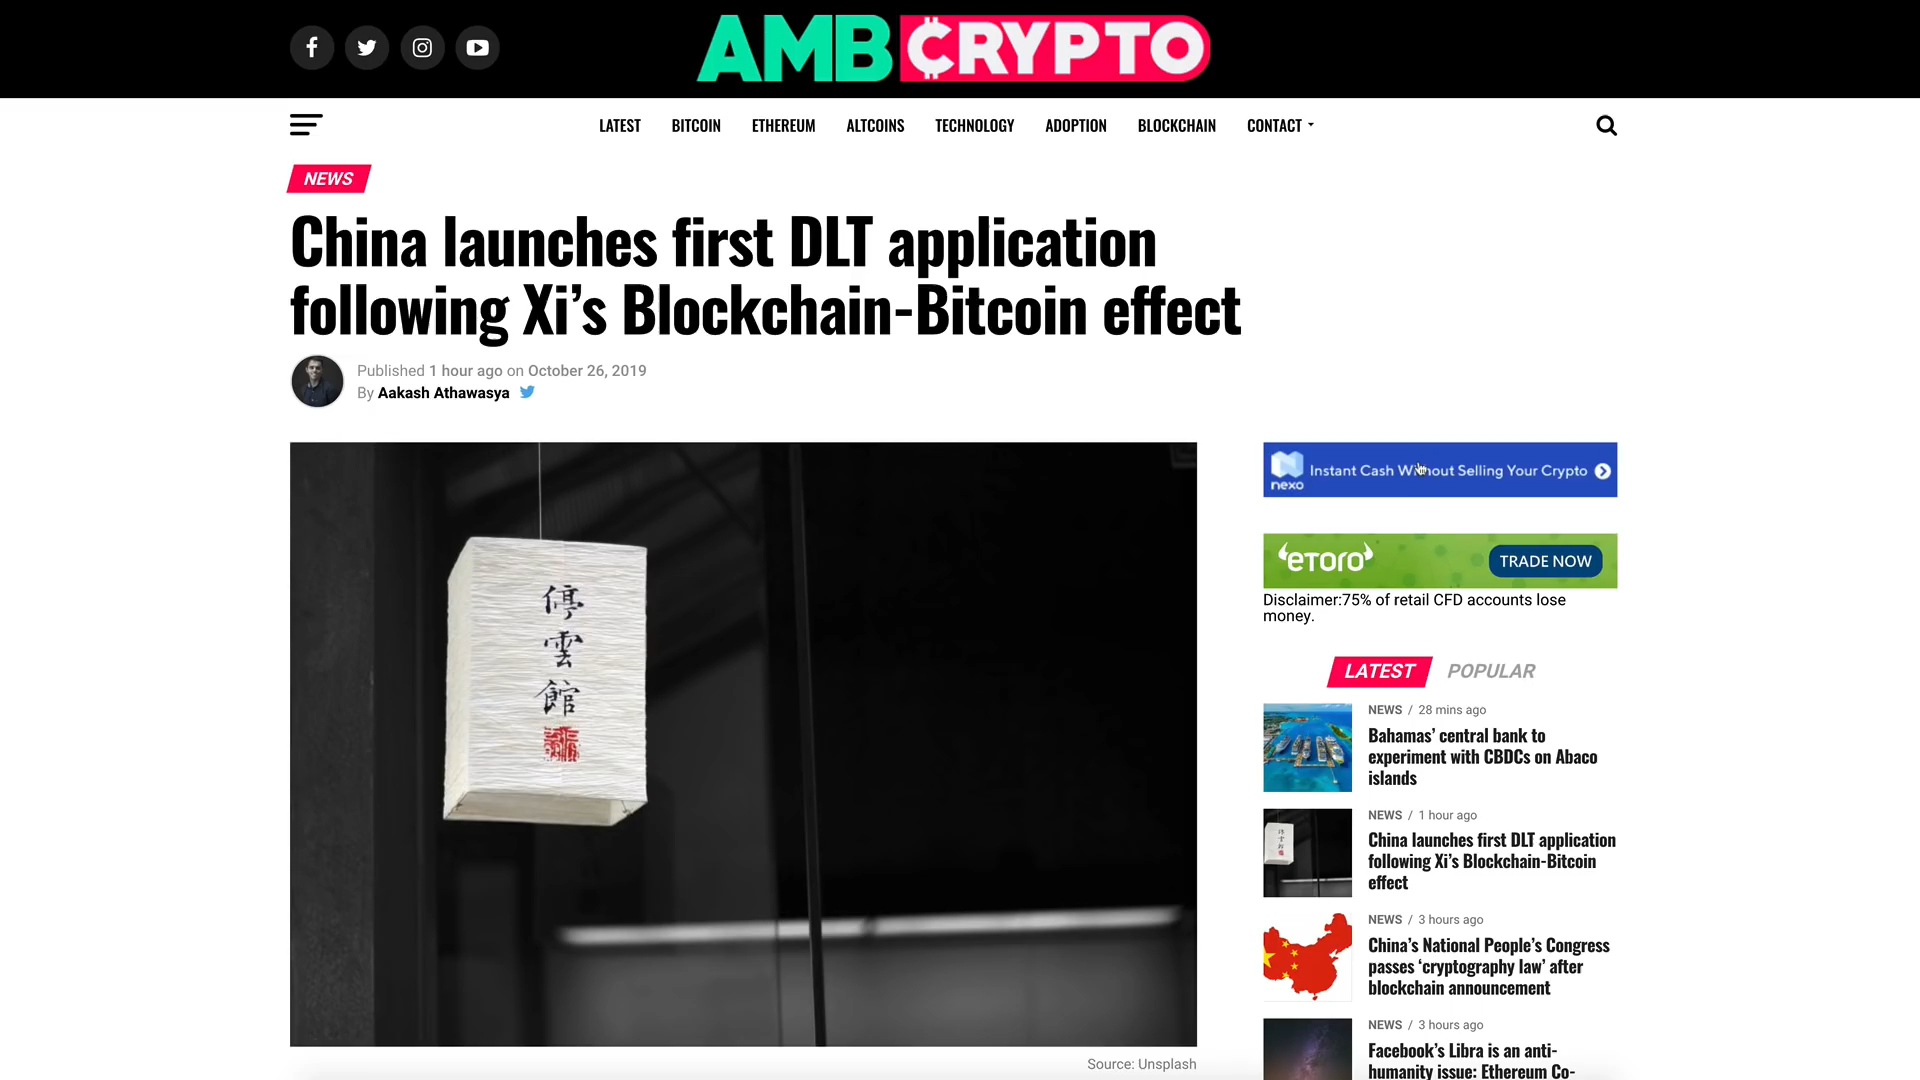 AMBCRYPTO
LATEST BITCOIN ETHEREUM ALTCOINS TECHNOLOGY ADOPTION BLOCKCHAIN CONTACT
NEWS
China launches first DLT application
following Xi’s Blockchain-Bitcoin effect
Published 1 hour ago on October 26, 2019
By Aakash Athawasya
停
雲
館
Source: Unsplash
nexo
Instant Cash Without Selling Your Crypto
eToro
TRADE NOW
Disclaimer:75% of retail CFD accounts lose
money.
LATEST POPULAR
NEWS / 28 mins ago
Bahamas’ central bank to
experiment with CBDCs on Abaco
islands
NEWS / 1 hour ago
China launches first DLT application
following Xi’s Blockchain-Bitcoin
effect
NEWS / 3 hours ago
China’s National People’s Congress
passes ‘cryptography law’ after
blockchain announcement
NEWS / 3 hours ago
Facebook’s Libra is an anti-
humanity issue: Ethereum Co-